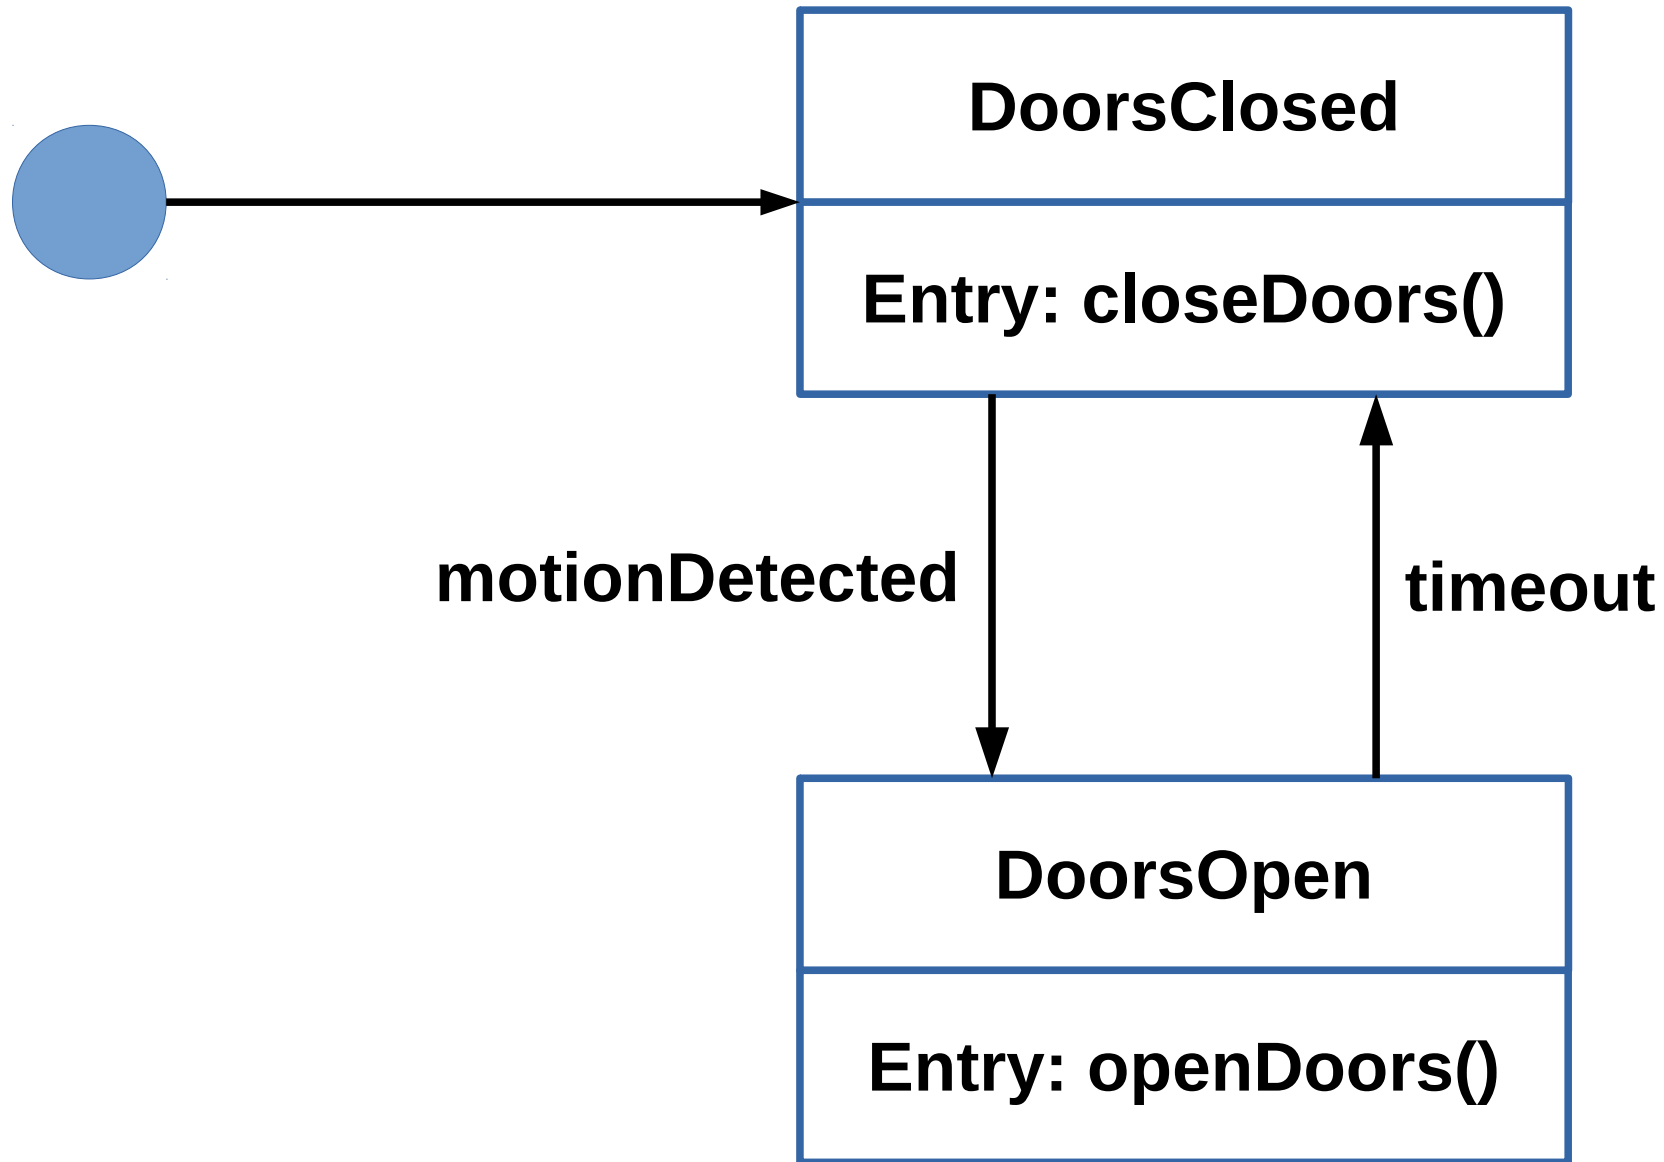 DoorsClosed
Entry: closeDoors()
motionDetected
timeout
DoorsOpen
Entry: openDoors()